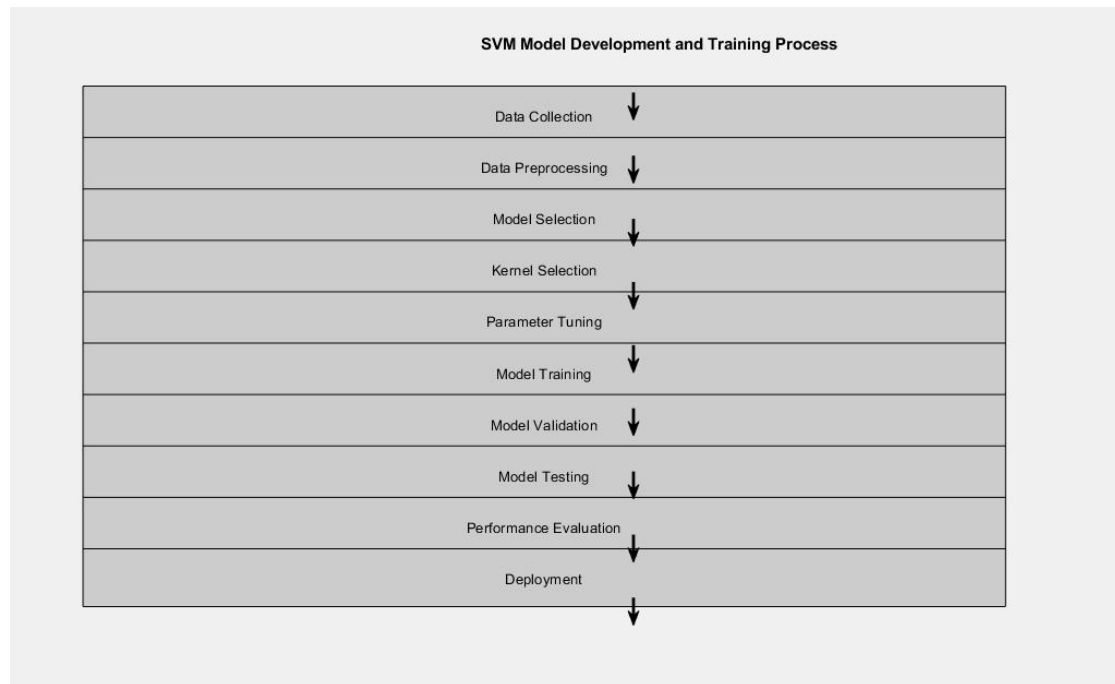 SVM Model Development and Training Process
Data Collection
Data Preprocessing
Model Selection
Kernel Selection
Parameter Tuning
Model Training
Model Validation
Model Testing
Performance Evaluation
Deployment